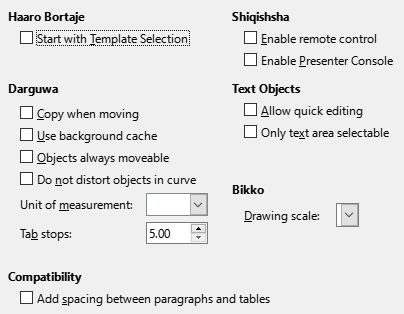 Haaro Bortaje
Start with Template Selection
Shiqishsha
Enable remote control
Enable Presenter Console
Darguwa
Copy when moving
Use background cache
Objects always moveable
Do not distort objects in curve
Unit of measurement:
Tab stops:
5.00
Text Objects
Allow quick editing
Only text area selectable
Bikko
Drawing scale:
Compatibility
Add spacing between paragraphs and tables